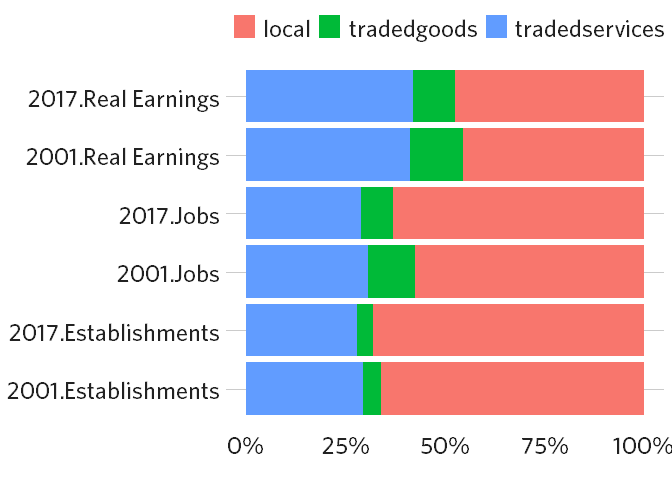 local tradedgoods tradedservices
2017.Real Earnings
2001.Real Earnings
2017.Jobs
2001.Jobs
2017.Establishments
2001.Establishments
0% 25% 50% 75% 100%